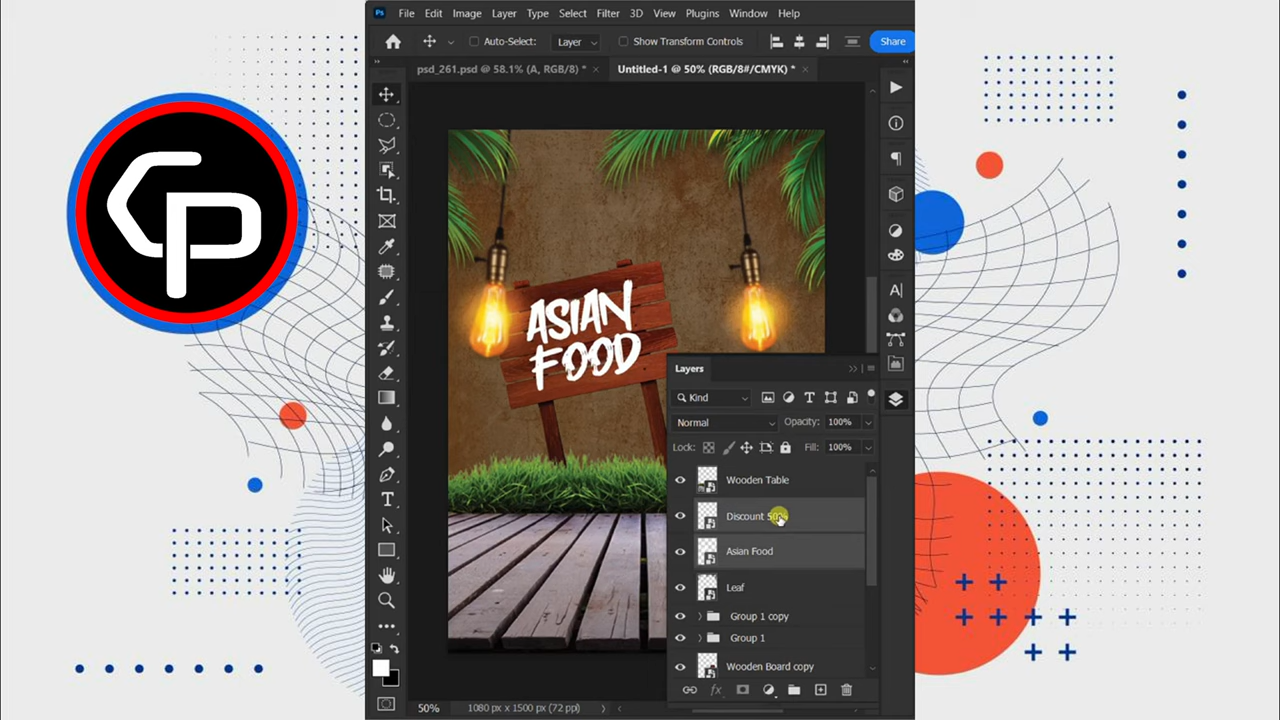 Ps File Edit Image Layer Type Select Filter 3D View Plugins Window Help
Auto-Select: Layer Show Transform Controls Share
psd_261.psd @ 58.1% (A, RGB/8) * × Untitled-1 @ 50% (RGB/8#/CMYK) * ×
CP
ASIAN
FOOD
Layers
Kind
Normal Opacity: 100%
Lock: Fill: 100%
Wooden Table
Discount 50%
Asian Food
Leaf
Group 1 copy
Group 1
Wooden Board copy
fx
50% 1080 px x 1500 px (72 ppi)